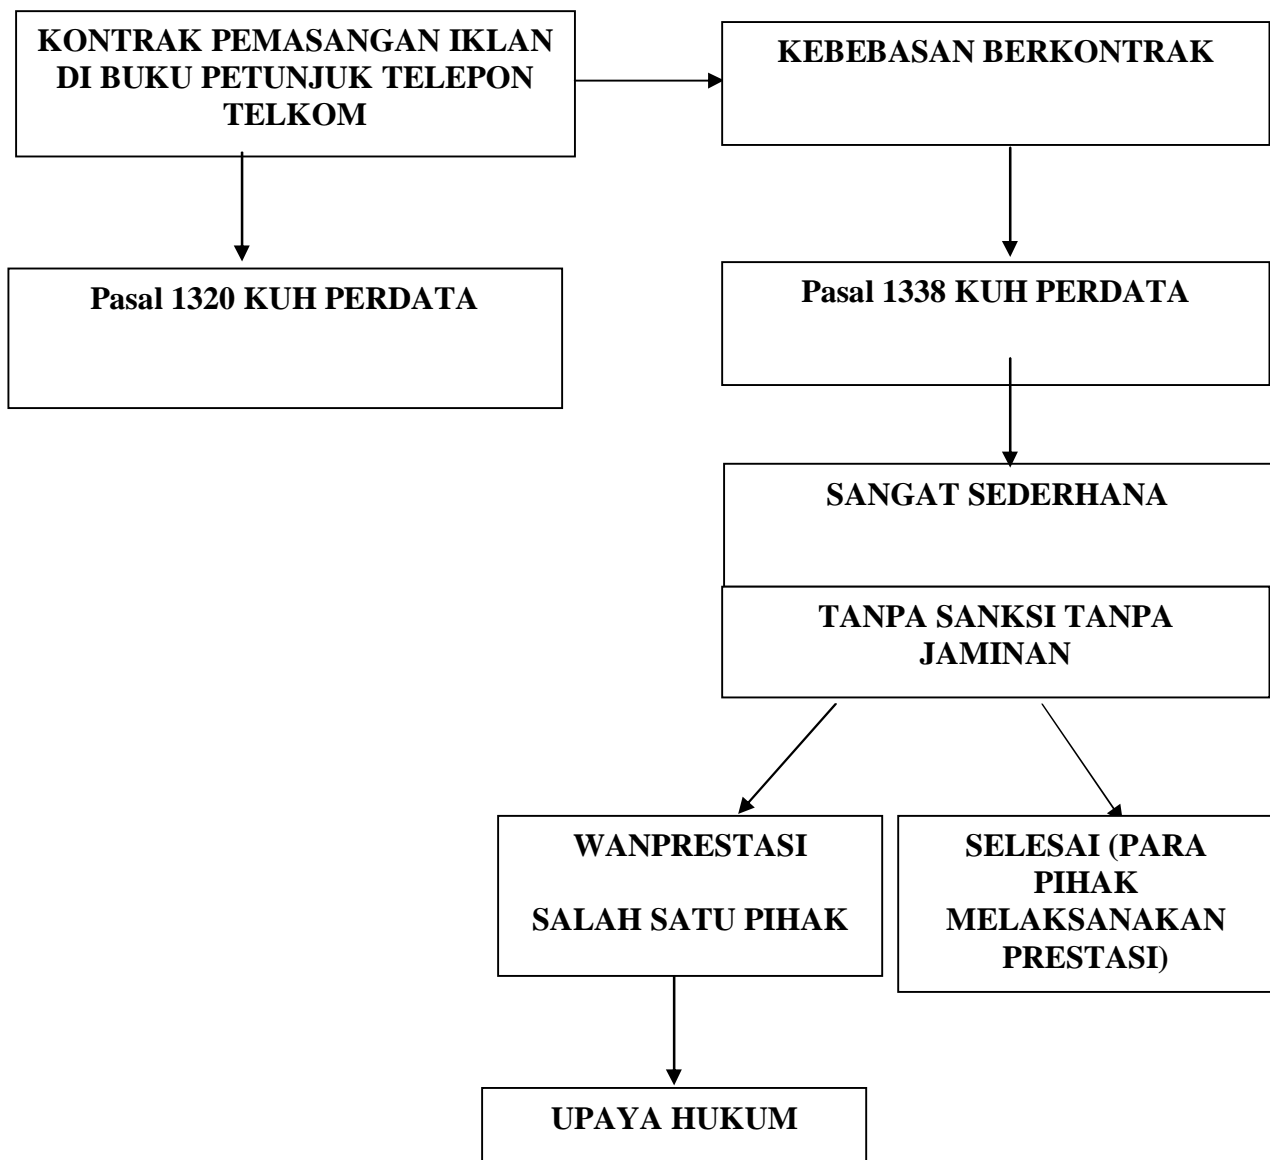 KONTRAK PEMASANGAN IKLAN
DI BUKU PETUNJUK TELEPON
TELKOM
KEBEBASAN BERKONTRAK
Pasal 1320 KUH PERDATA
Pasal 1338 KUH PERDATA
SANGAT SEDERHANA
TANPA SANKSI TANPA
JAMINAN
WANPRESTASI
SALAH SATU PIHAK
SELESAI (PARA
PIHAK
MELAKSANAKAN
PRESTASI)
UPAYA HUKUM